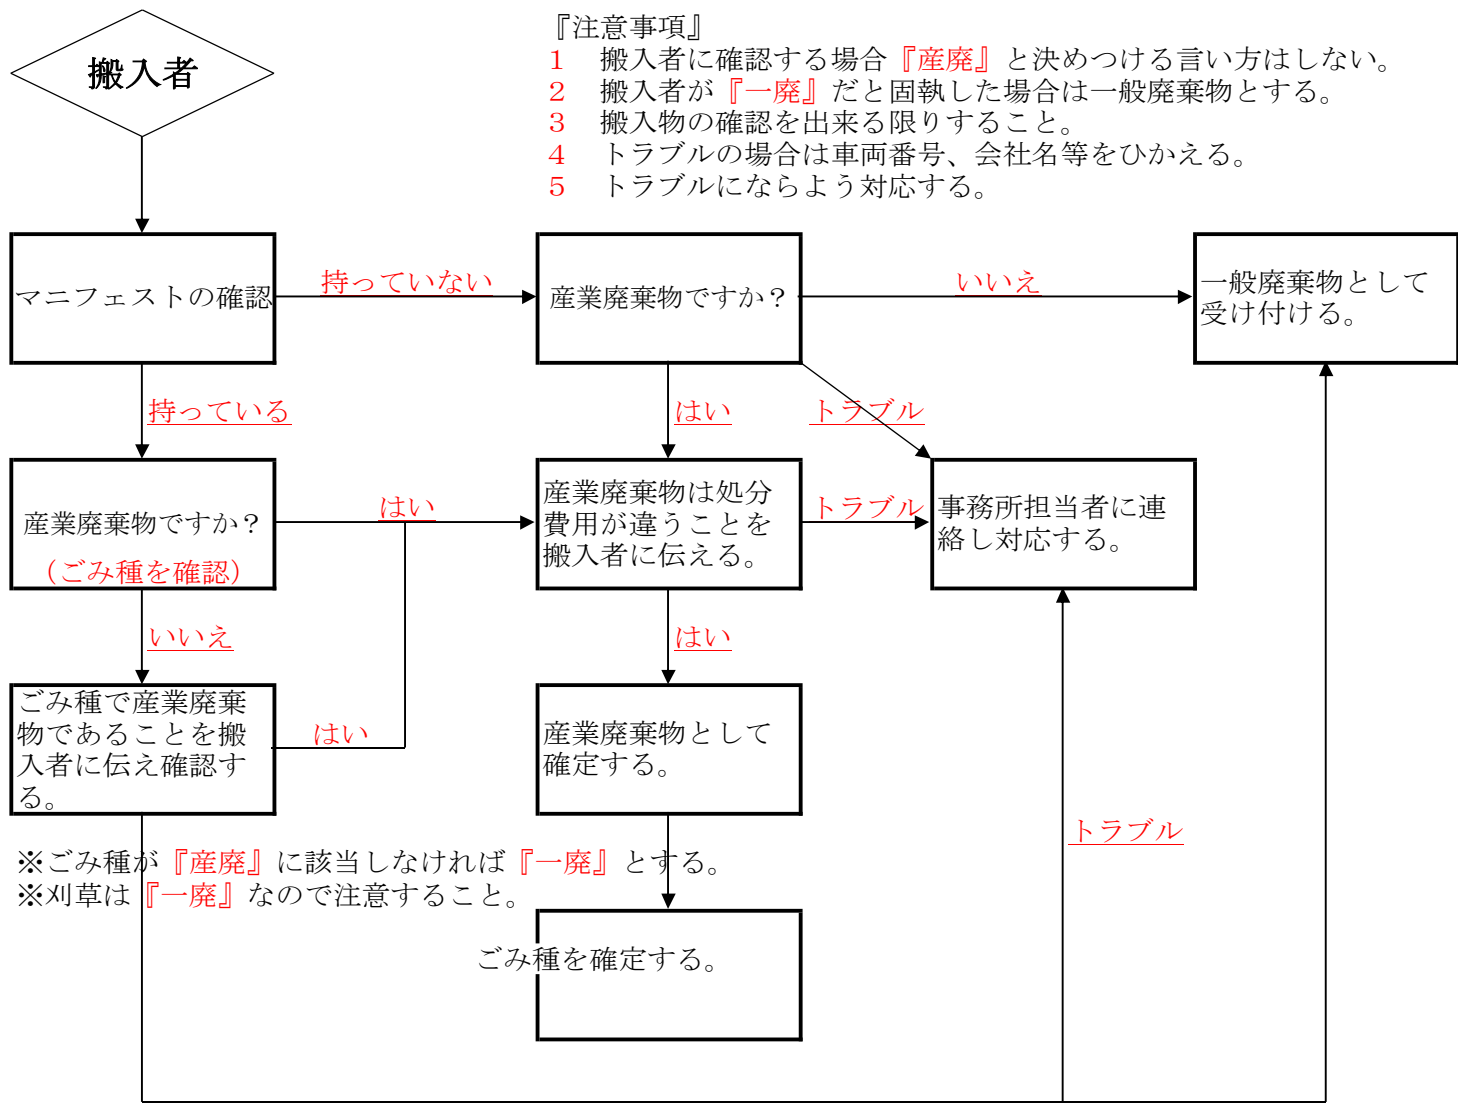 搬入者
『注意事項』
１　搬入者に確認する場合『産廃』と決めつける言い方はしない。
２　搬入者が『一廃』だと固執した場合は一般廃棄物とする。
３　搬入物の確認を出来る限りすること。
４　トラブルの場合は車両番号、会社名等をひかえる。
５　トラブルにならよう対応する。
マニフェストの確認
持っていない
産業廃棄物ですか？
いいえ
一般廃棄物として
受け付ける。
持っている
はい
トラブル
産業廃棄物ですか？
（ごみ種を確認）
はい
産業廃棄物は処分
費用が違うことを
搬入者に伝える。
トラブル
事務所担当者に連
絡し対応する。
いいえ
はい
ごみ種で産業廃棄
物であることを搬
入者に伝え確認す
る。
はい
産業廃棄物として
確定する。
トラブル
※ごみ種が『産廃』に該当しなければ『一廃』とする。
※刈草は『一廃』なので注意すること。
ごみ種を確定する。